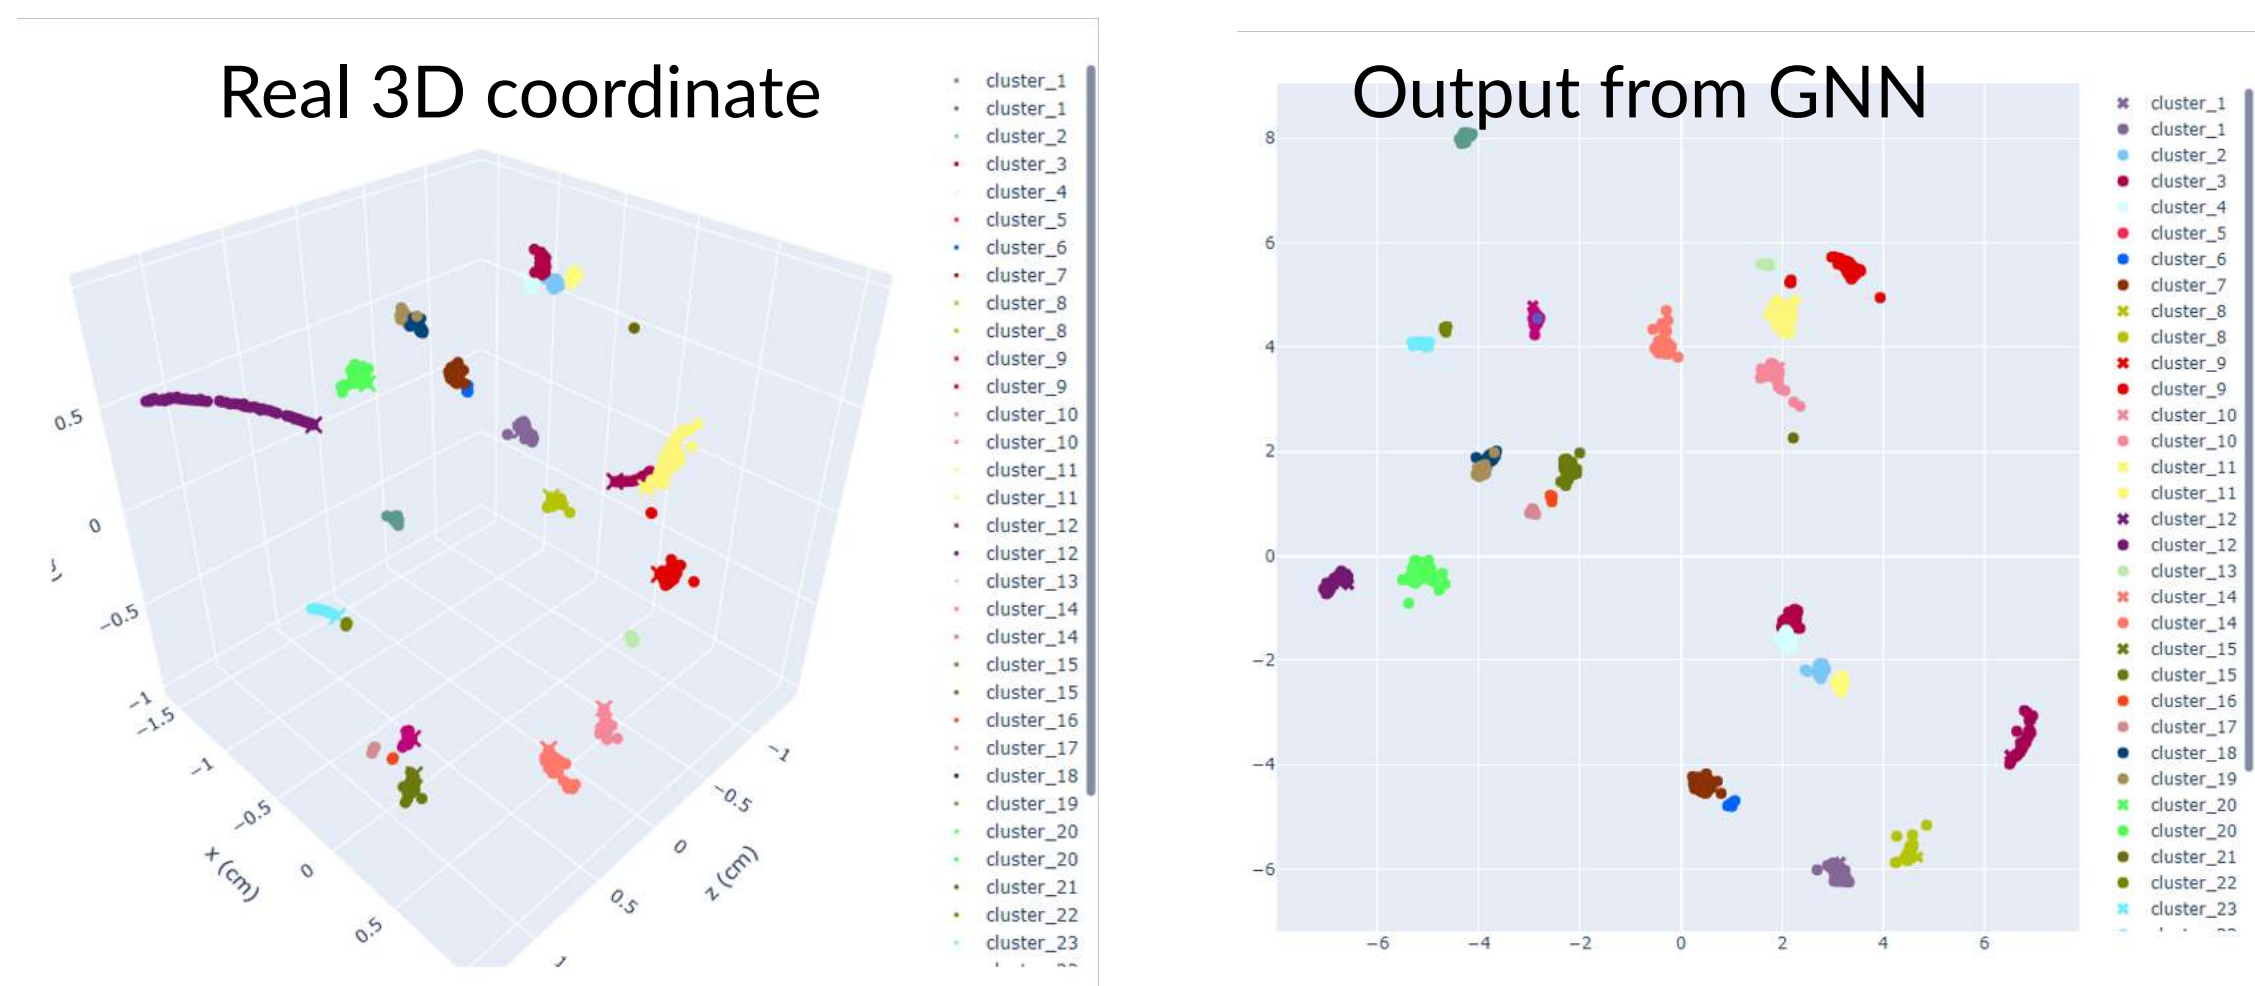 Real 3D coordinate
cluster_1
cluster_1
cluster_2
cluster_3
cluster_4
cluster_5
cluster_6
cluster_7
cluster_8
cluster_8
cluster_9
cluster_9
cluster_10
cluster_10
cluster_11
cluster_11
cluster_12
cluster_12
cluster_13
cluster_14
cluster_14
cluster_15
cluster_15
cluster_16
cluster_17
cluster_18
cluster_19
cluster_20
cluster_20
cluster_21
cluster_22
cluster_23
0.5
0
−0.5
−1
−1.5
−1
−0.5
0
0.5
x (cm)
−1
−0.5
0
0.5
1
z (cm)
Output from GNN
8
6
4
2
0
−2
−4
−6
−6
−4
−2
0
2
4
6
cluster_1
cluster_1
cluster_2
cluster_3
cluster_4
cluster_5
cluster_6
cluster_7
cluster_8
cluster_8
cluster_9
cluster_9
cluster_10
cluster_10
cluster_11
cluster_11
cluster_12
cluster_12
cluster_13
cluster_14
cluster_14
cluster_15
cluster_15
cluster_16
cluster_17
cluster_18
cluster_19
cluster_20
cluster_20
cluster_21
cluster_22
cluster_23